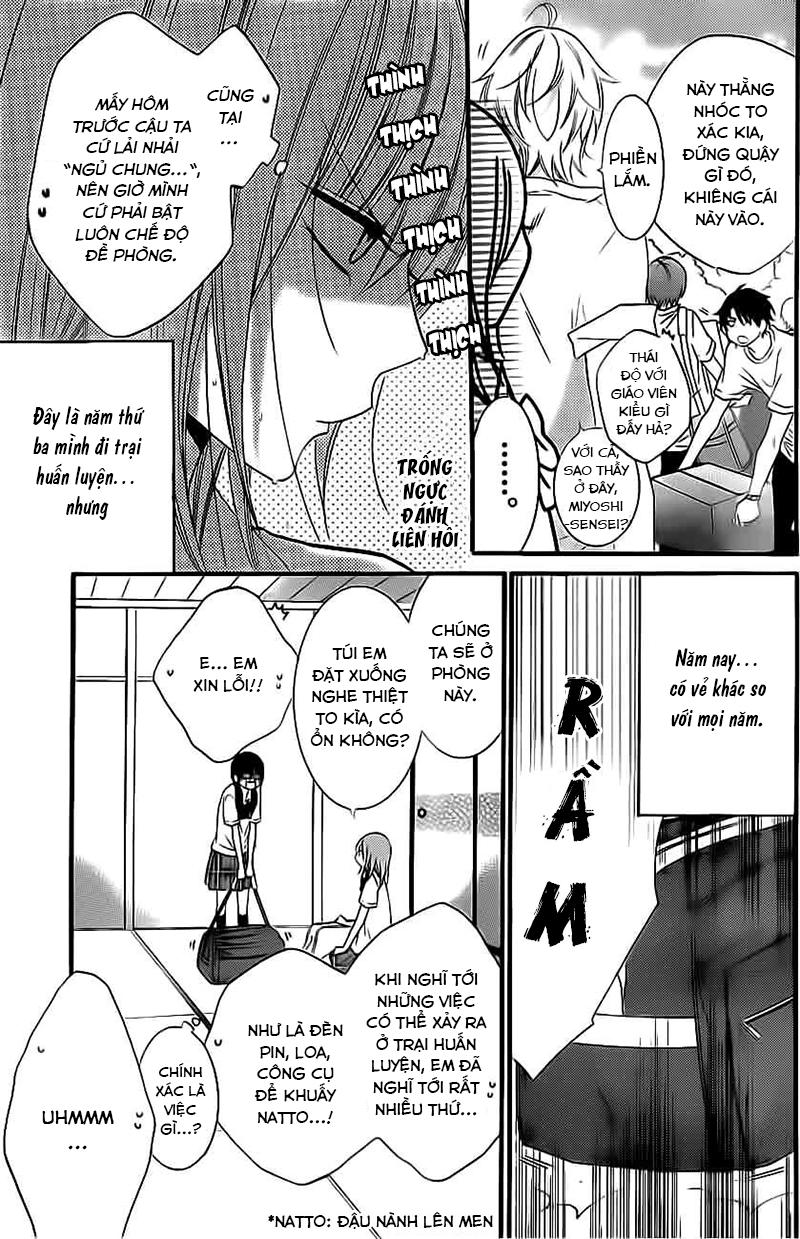 NÀY THẰNG
NHÓC TO
XÁC KIA,
ĐỨNG QUẬY
GÌ ĐÓ,
KHIÊNG CÁI
NÀY VÀO.
PHIỀN
LẮM.
THÁI
ĐỘ VỚI
GIÁO VIÊN
KIỂU GÌ
ĐẤY HẢ?
VỚI CẢ,
SAO THẦY
Ở ĐÂY,
MIYOSHI
-SENSEI?
......
CŨNG
TẠI
...
MẤY HÔM
TRƯỚC CẬU TA
CỨ LẢI NHẢI
“NGỦ CHUNG...“,
NÊN GIỜ MÌNH
CỨ PHẢI BẬT
LUÔN CHẾ ĐỘ
ĐỀ PHÒNG.
THÌNH
THỊCH
THÌNH
THỊCH
THÌNH
THỊCH
TRỐNG
NGỰC
ĐÁNH
LIÊN HỒI
Đây là năm thứ
ba mình đi trại
huấn luyện...
nhưng
Năm nay...
có vẻ khác so
với mọi năm.
RẦM
CHÚNG
TA SẼ Ở
PHÒNG
NÀY.
TÚI EM
ĐẶT XUỐNG
NGHE THIỆT
TO KÌA, CÓ
ỔN KHÔNG?
E... EM
XIN LỖI!!
KHI NGHĨ TỚI
NHỮNG VIỆC
CÓ THỂ XẢY RA
Ở TRẠI HUẤN
LUYỆN, EM ĐÃ
NGHĨ TỚI RẤT
NHIỀU THỨ...
NHƯ LÀ ĐÈN
PIN, LOA,
CÔNG CỤ
ĐỂ KHUẤY
NATTO...!
CHÍNH
XÁC LÀ
VIỆC
GÌ...?
UHMMM
...
*NATTO: ĐẬU NÀNH LÊN MEN